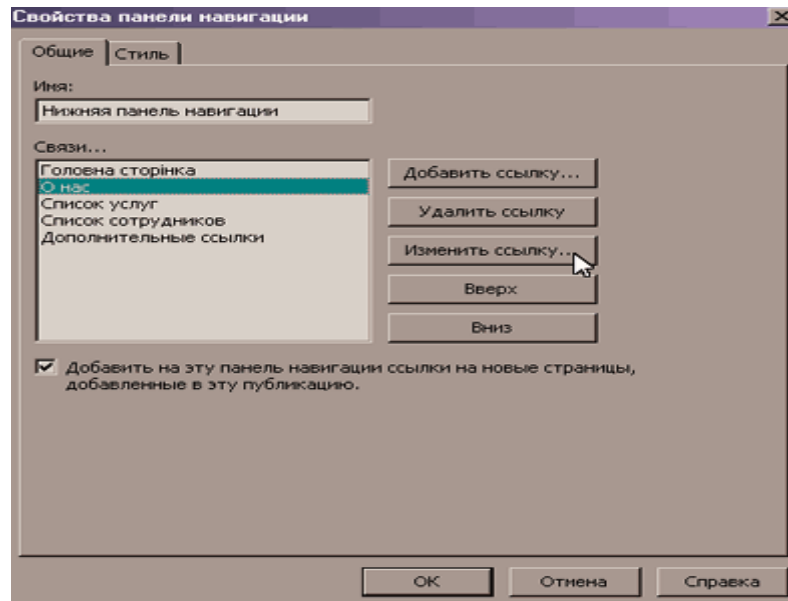 Свойства панели навигации
Общие
Стиль
Имя:
Нижняя панель навигации
Связи...
Головна сторінка
О нас
Список услуг
Список сотрудников
Дополнительные ссылки
Добавить ссылку...
Удалить ссылку
Изменить ссылку...
Вверх
Вниз
Добавить на эту панель навигации ссылки на новые страницы,
добавленные в эту публикацию.
ОК
Отмена
Справка